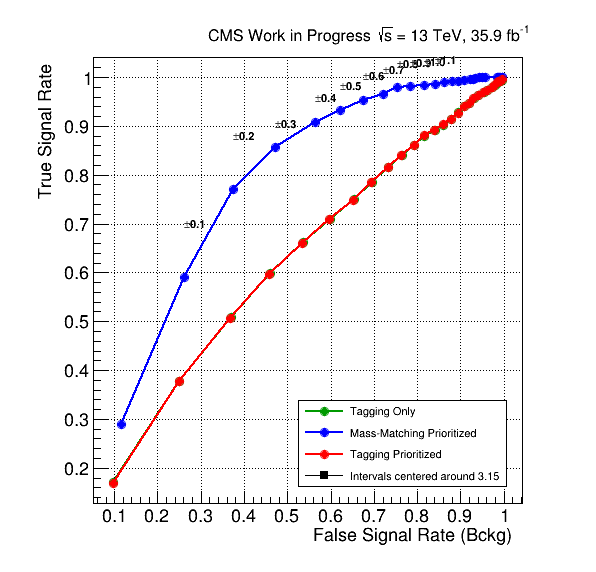 CMS Work in Progress √s = 13 TeV, 35.9 fb⁻¹
True Signal Rate
1
0.9
0.8
0.7
0.6
0.5
0.4
0.3
0.2
±0.1
±0.2
±0.3
±0.4
±0.5
±0.6
±0.7
±1.1
Tagging Only
Mass-Matching Prioritized
Tagging Prioritized
Intervals centered around 3.15
0.1 0.2 0.3 0.4 0.5 0.6 0.7 0.8 0.9 1
False Signal Rate (Bckg)